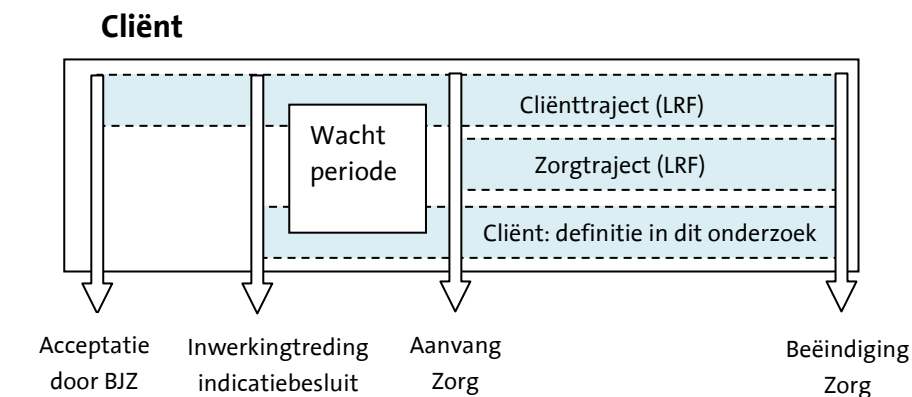 Cliënt
Cliënttraject (LRF)
Wacht
periode
Zorgtraject (LRF)
Cliënt: definitie in dit onderzoek
Acceptatie
door BJZ
Inwerkingtreding
indicatiebesluit
Aanvang
Zorg
Beëindiging
Zorg